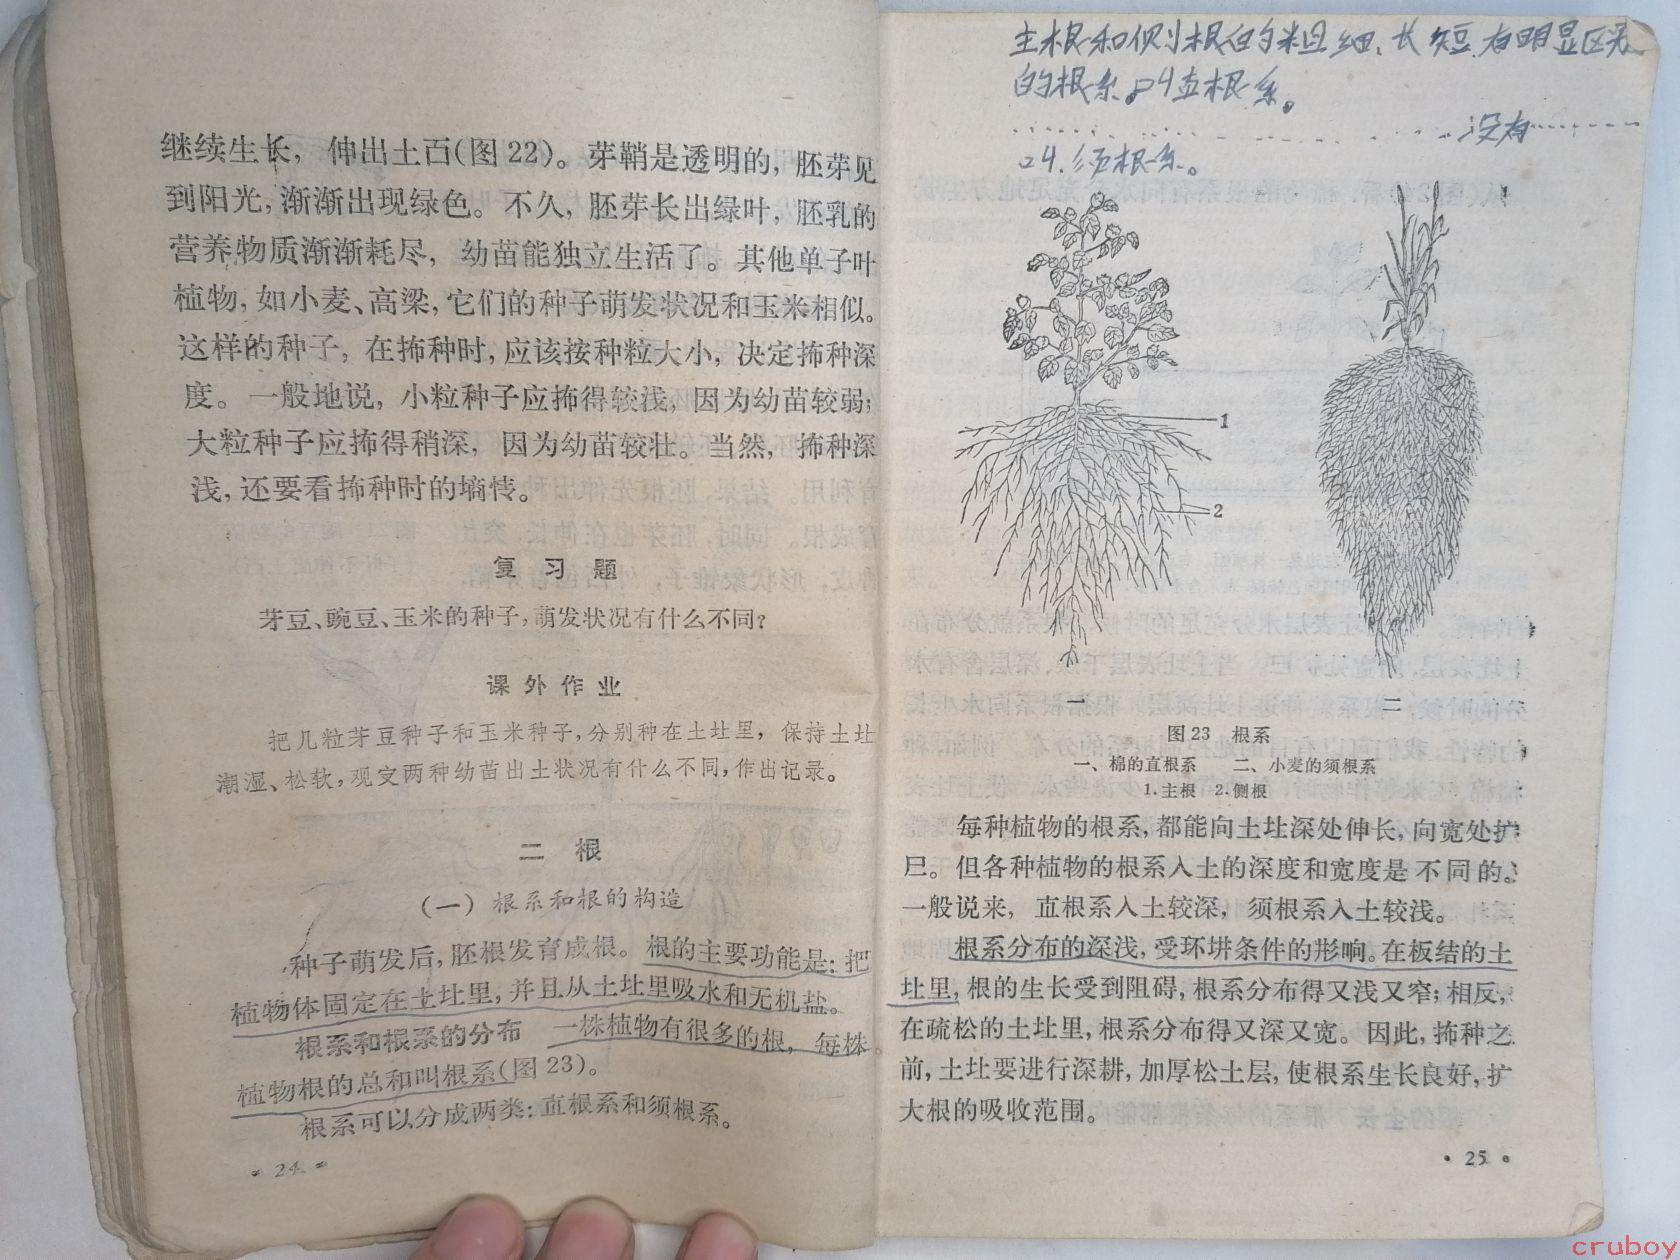 继续生长，伸出土百(图22)。芽鞘是透明的，胚芽见
到阳光，渐渐出现绿色。不久，胚芽长出绿叶，胚乳的
营养物质渐渐耗尽，幼苗能独立生活了。其他单子叶
植物，如小麦、高梁，它们的种子萌发状况和玉米相似。
这样的种子，在抪种时，应该按种粒大小，决定抪种深
度。一般地说，小粒种子应抪得较浅，因为幼苗较弱；
大粒种子应抪得稍深，因为幼苗较壮。当然，抪种深
浅，还要看抪种时的墒情。
复习题
𦬁豆、豌豆、玉米的种子，萌发状况有什么不同？
课外作业
把几粒𦬁豆种子和玉米种子，分别种在土圵里，保持土圵
潮湿、松软，观察两种幼苗出土状况有什么不同，作出记录。
二 根
(一) 根系和根的构造
种子萌发后，胚根发育成根。根的主要功能是：把
植物体固定在土圵里，并且从土圵里吸水和无机盐。
根系和根系的分布 一株植物有很多的根，每株
植物根的总和叫根系(图23)。
根系可以分成两类：直根系和须根系。
·24·
主根和侧根的粗细、长短有明显区别
的根系。叫直根系。
………………没有………
叫须根系。
1
2
一 二
图23 根系
一、棉的直根系 二、小麦的须根系
1.主根 2.侧根
每种植物的根系，都能向土圵深处伸长，向宽处扩
𡰣。但各种植物的根系入土的深度和宽度是不同的。
一般说来，直根系入土较深，须根系入土较浅。
根系分布的深浅，受环境条件的形响。在板结的土
圵里，根的生长受到阻碍，根系分布得又浅又窄；相反，
在疏松的土圵里，根系分布得又深又宽。因此，抪种之
前，土圵要进行深耕，加厚松土层，使根系生长良好，扩
大根的吸收范围。
·25·
cruboy